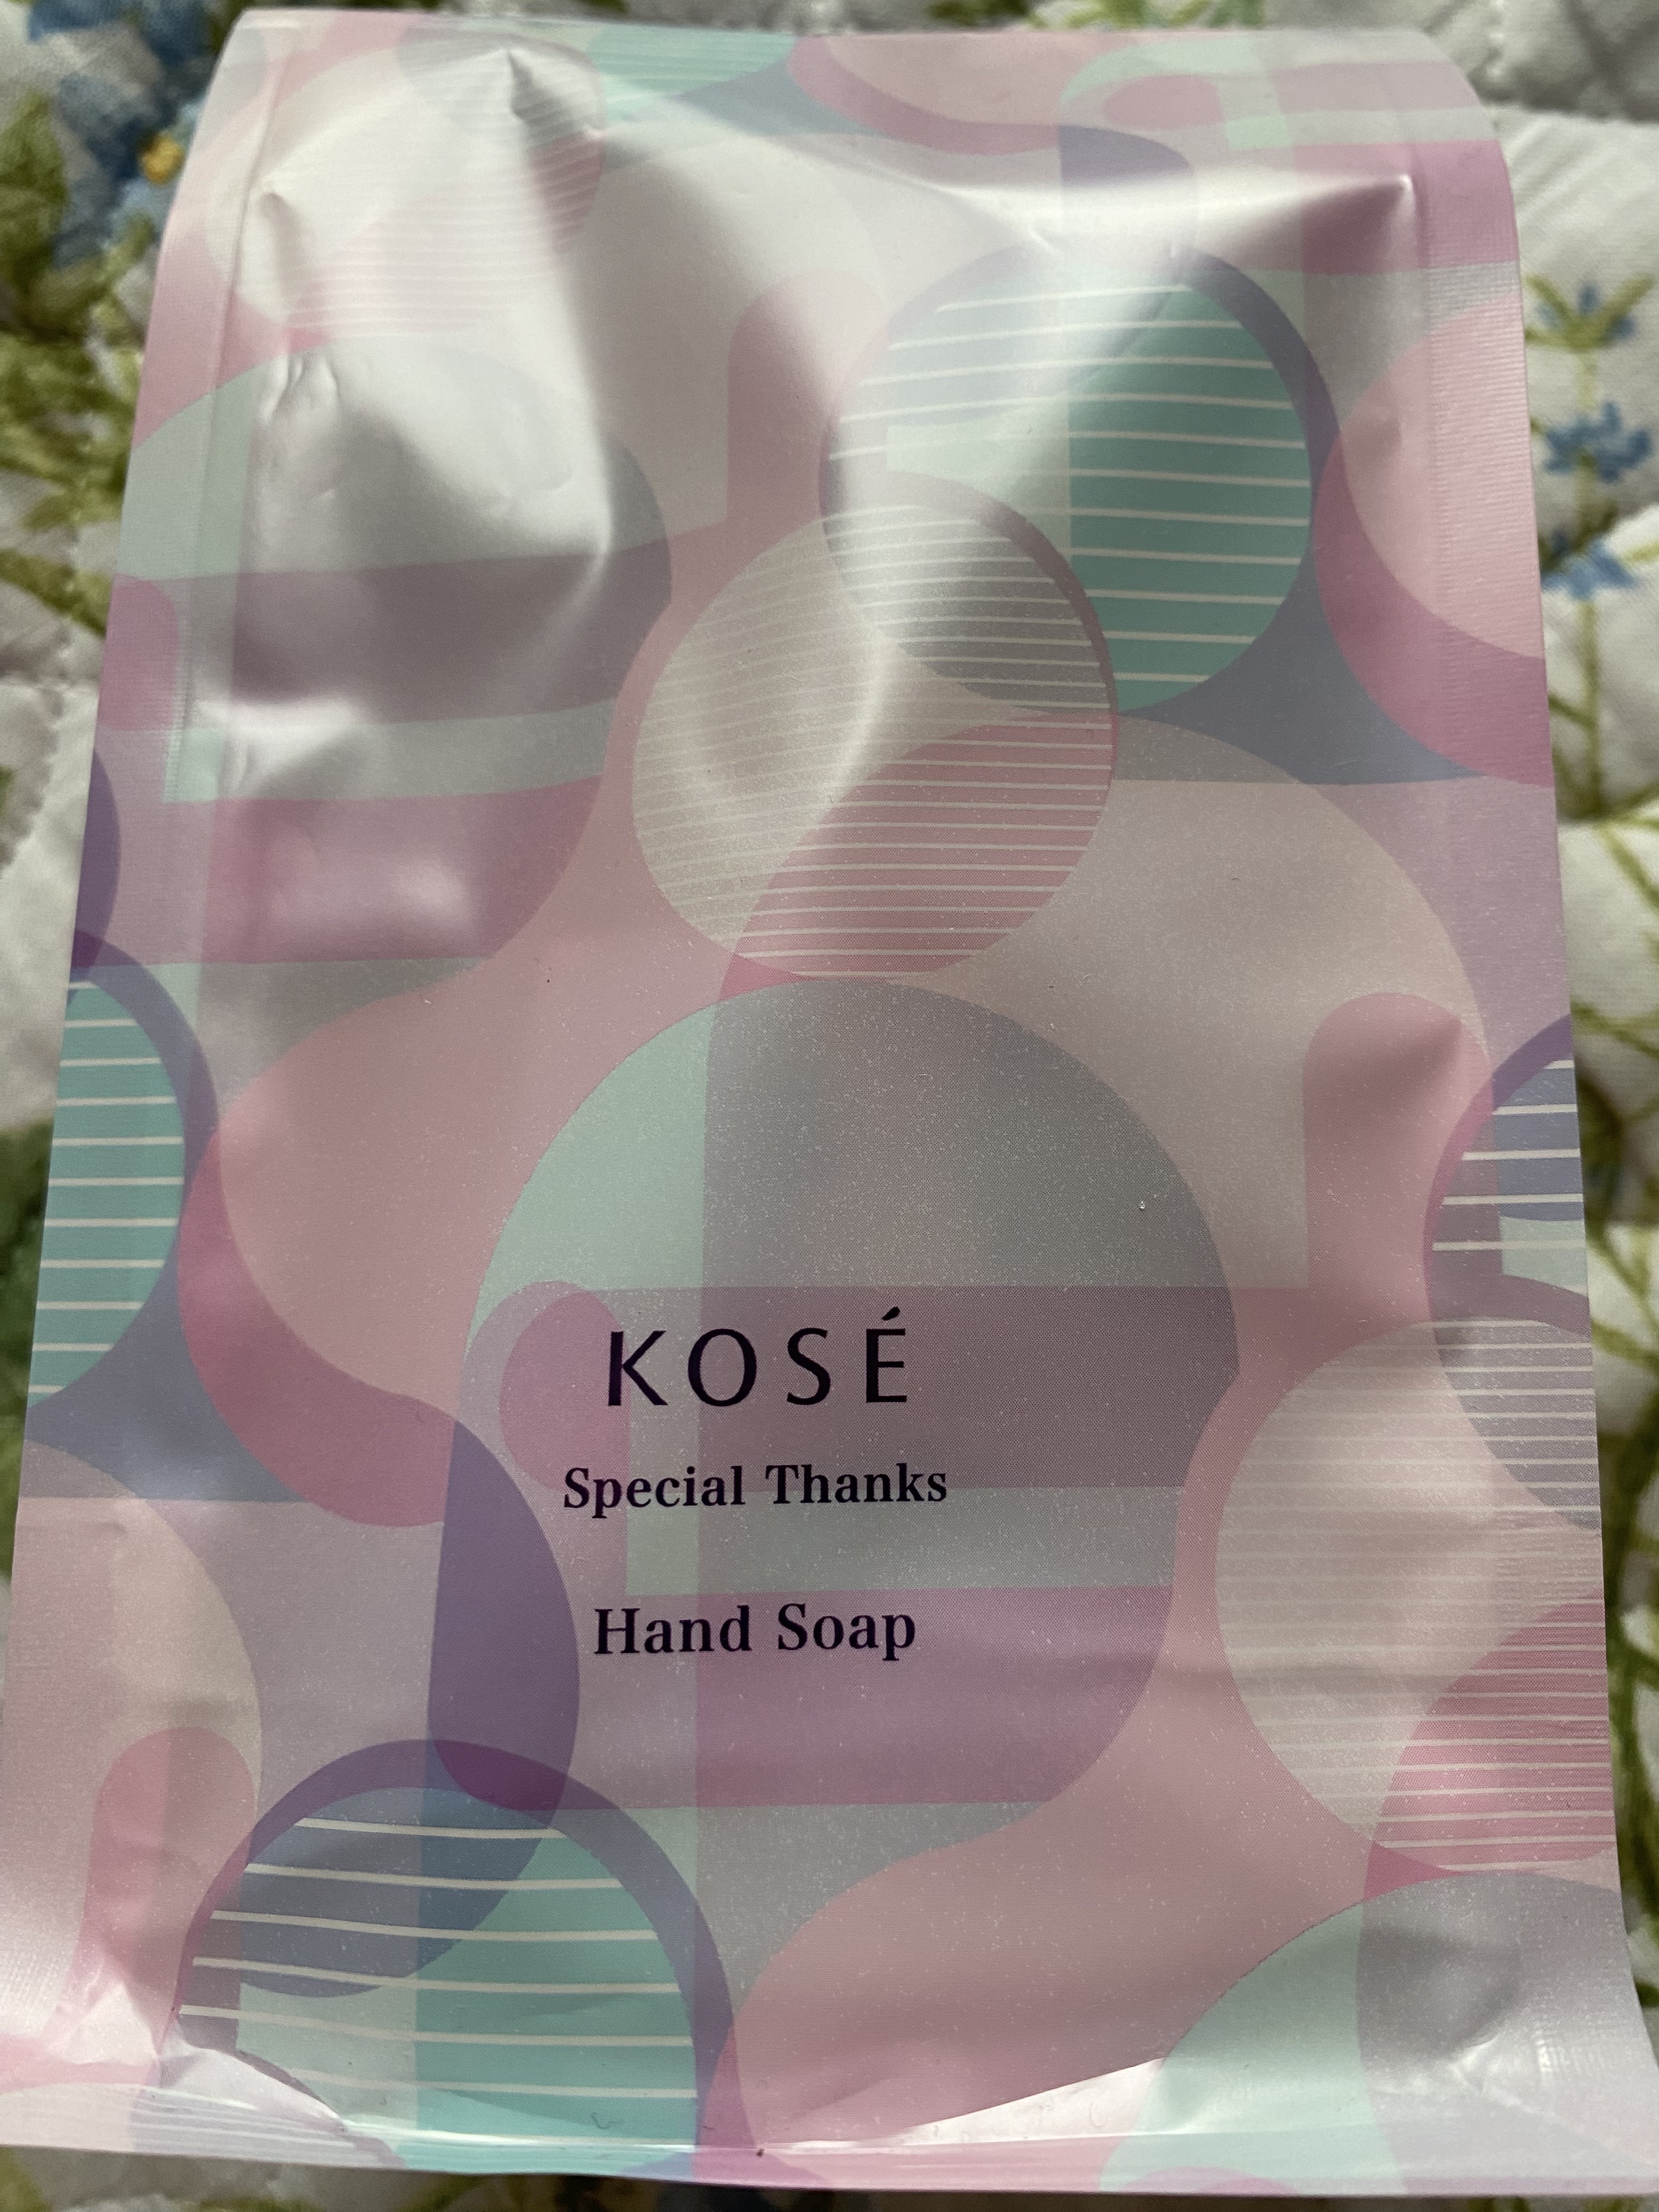 KOSÉ
Special Thanks
Hand Soap